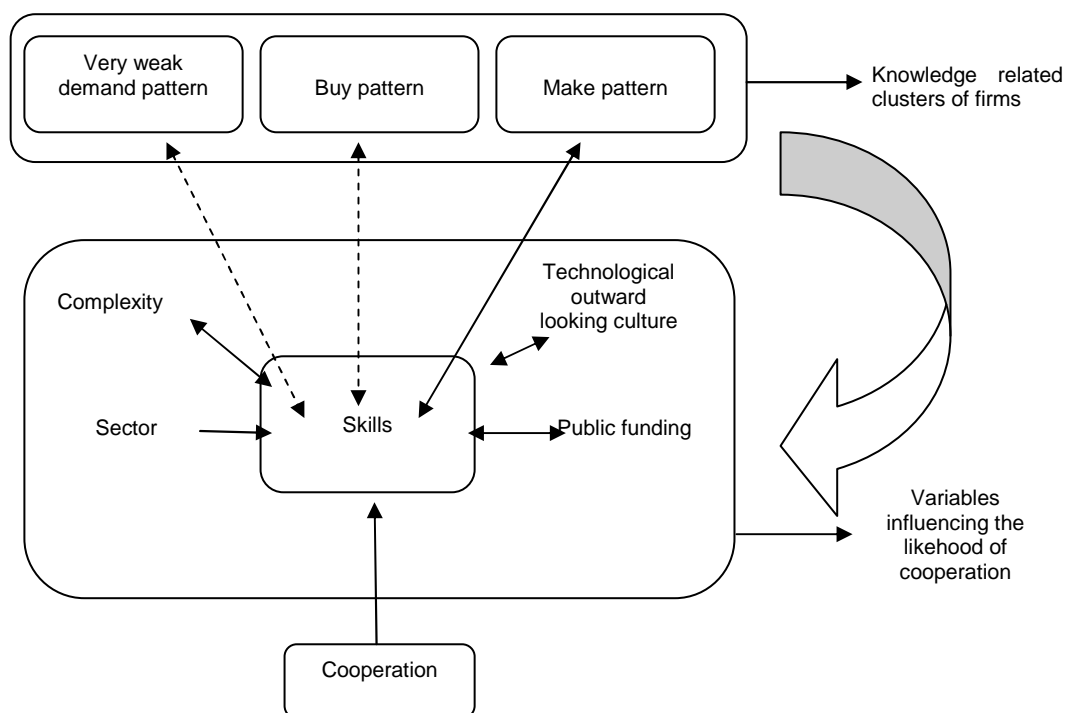 Very weak
demand pattern
Buy pattern
Make pattern
Knowledge related
clusters of firms
Complexity
Technological
outward
looking culture
Sector
Skills
Public funding
Variables
influencing the
likehood of
cooperation
Cooperation